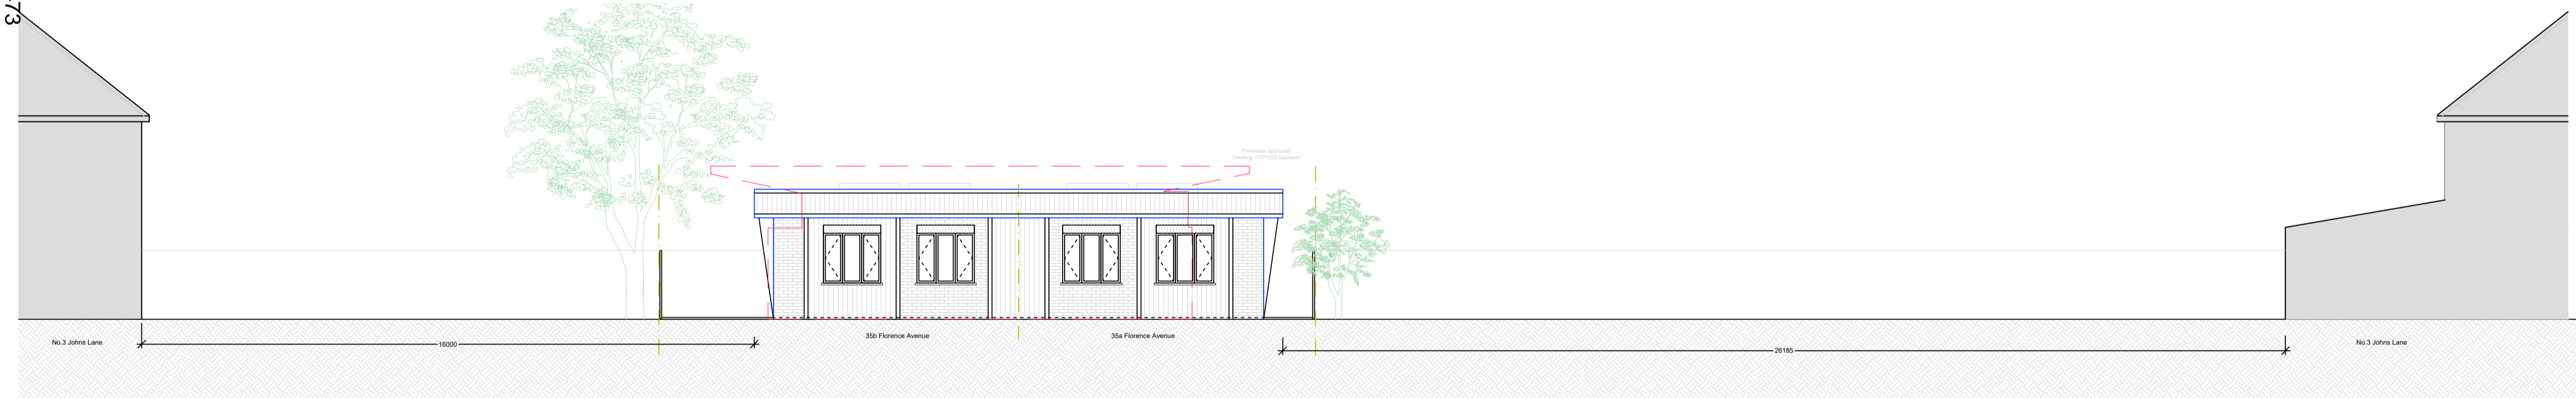 73
Previously approved
Dwelling 17/P1093 (dashed)
No.3 Johns Lane
16000
35b Florence Avenue
35a Florence Avenue
26185
No.3 Johns Lane